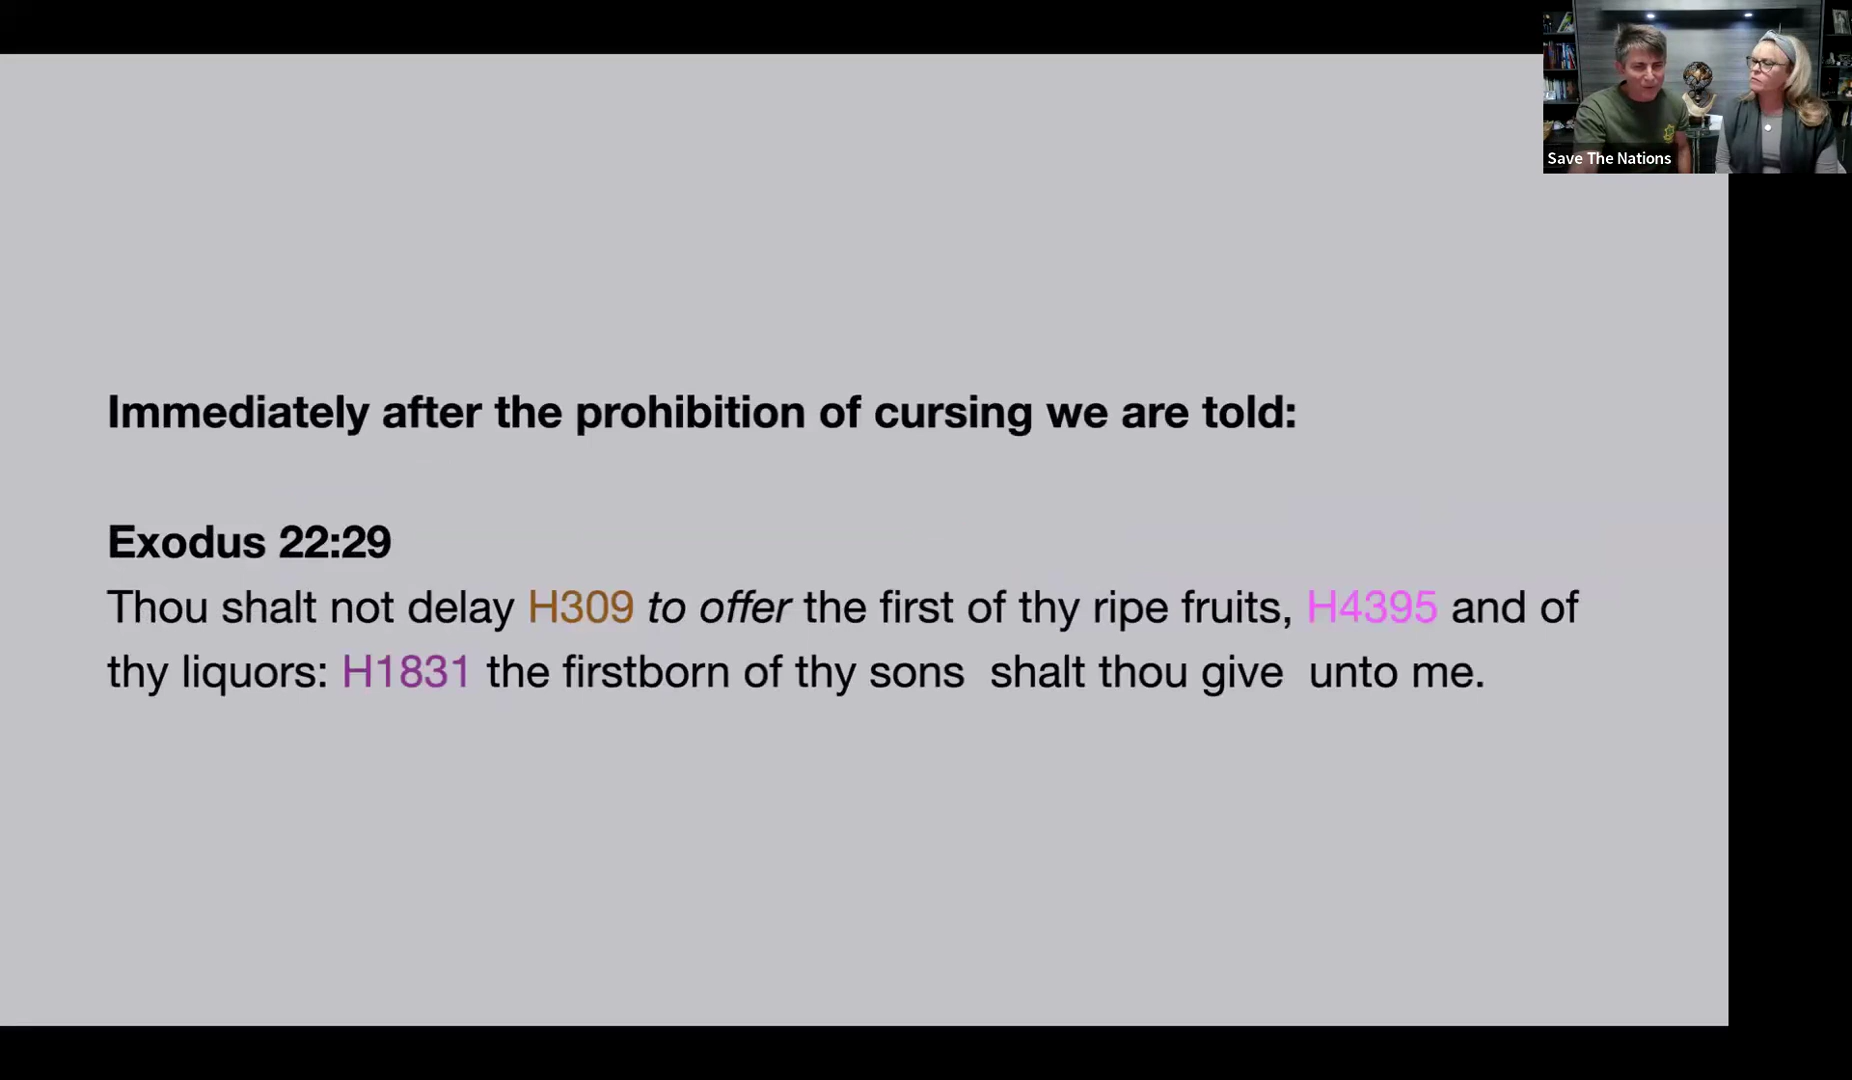 Save The Nations
Immediately after the prohibition of cursing we are told:
Exodus 22:29
Thou shalt not delay H309 to offer the first of thy ripe fruits, H4395 and of
thy liquors: H1831 the firstborn of thy sons shalt thou give unto me.